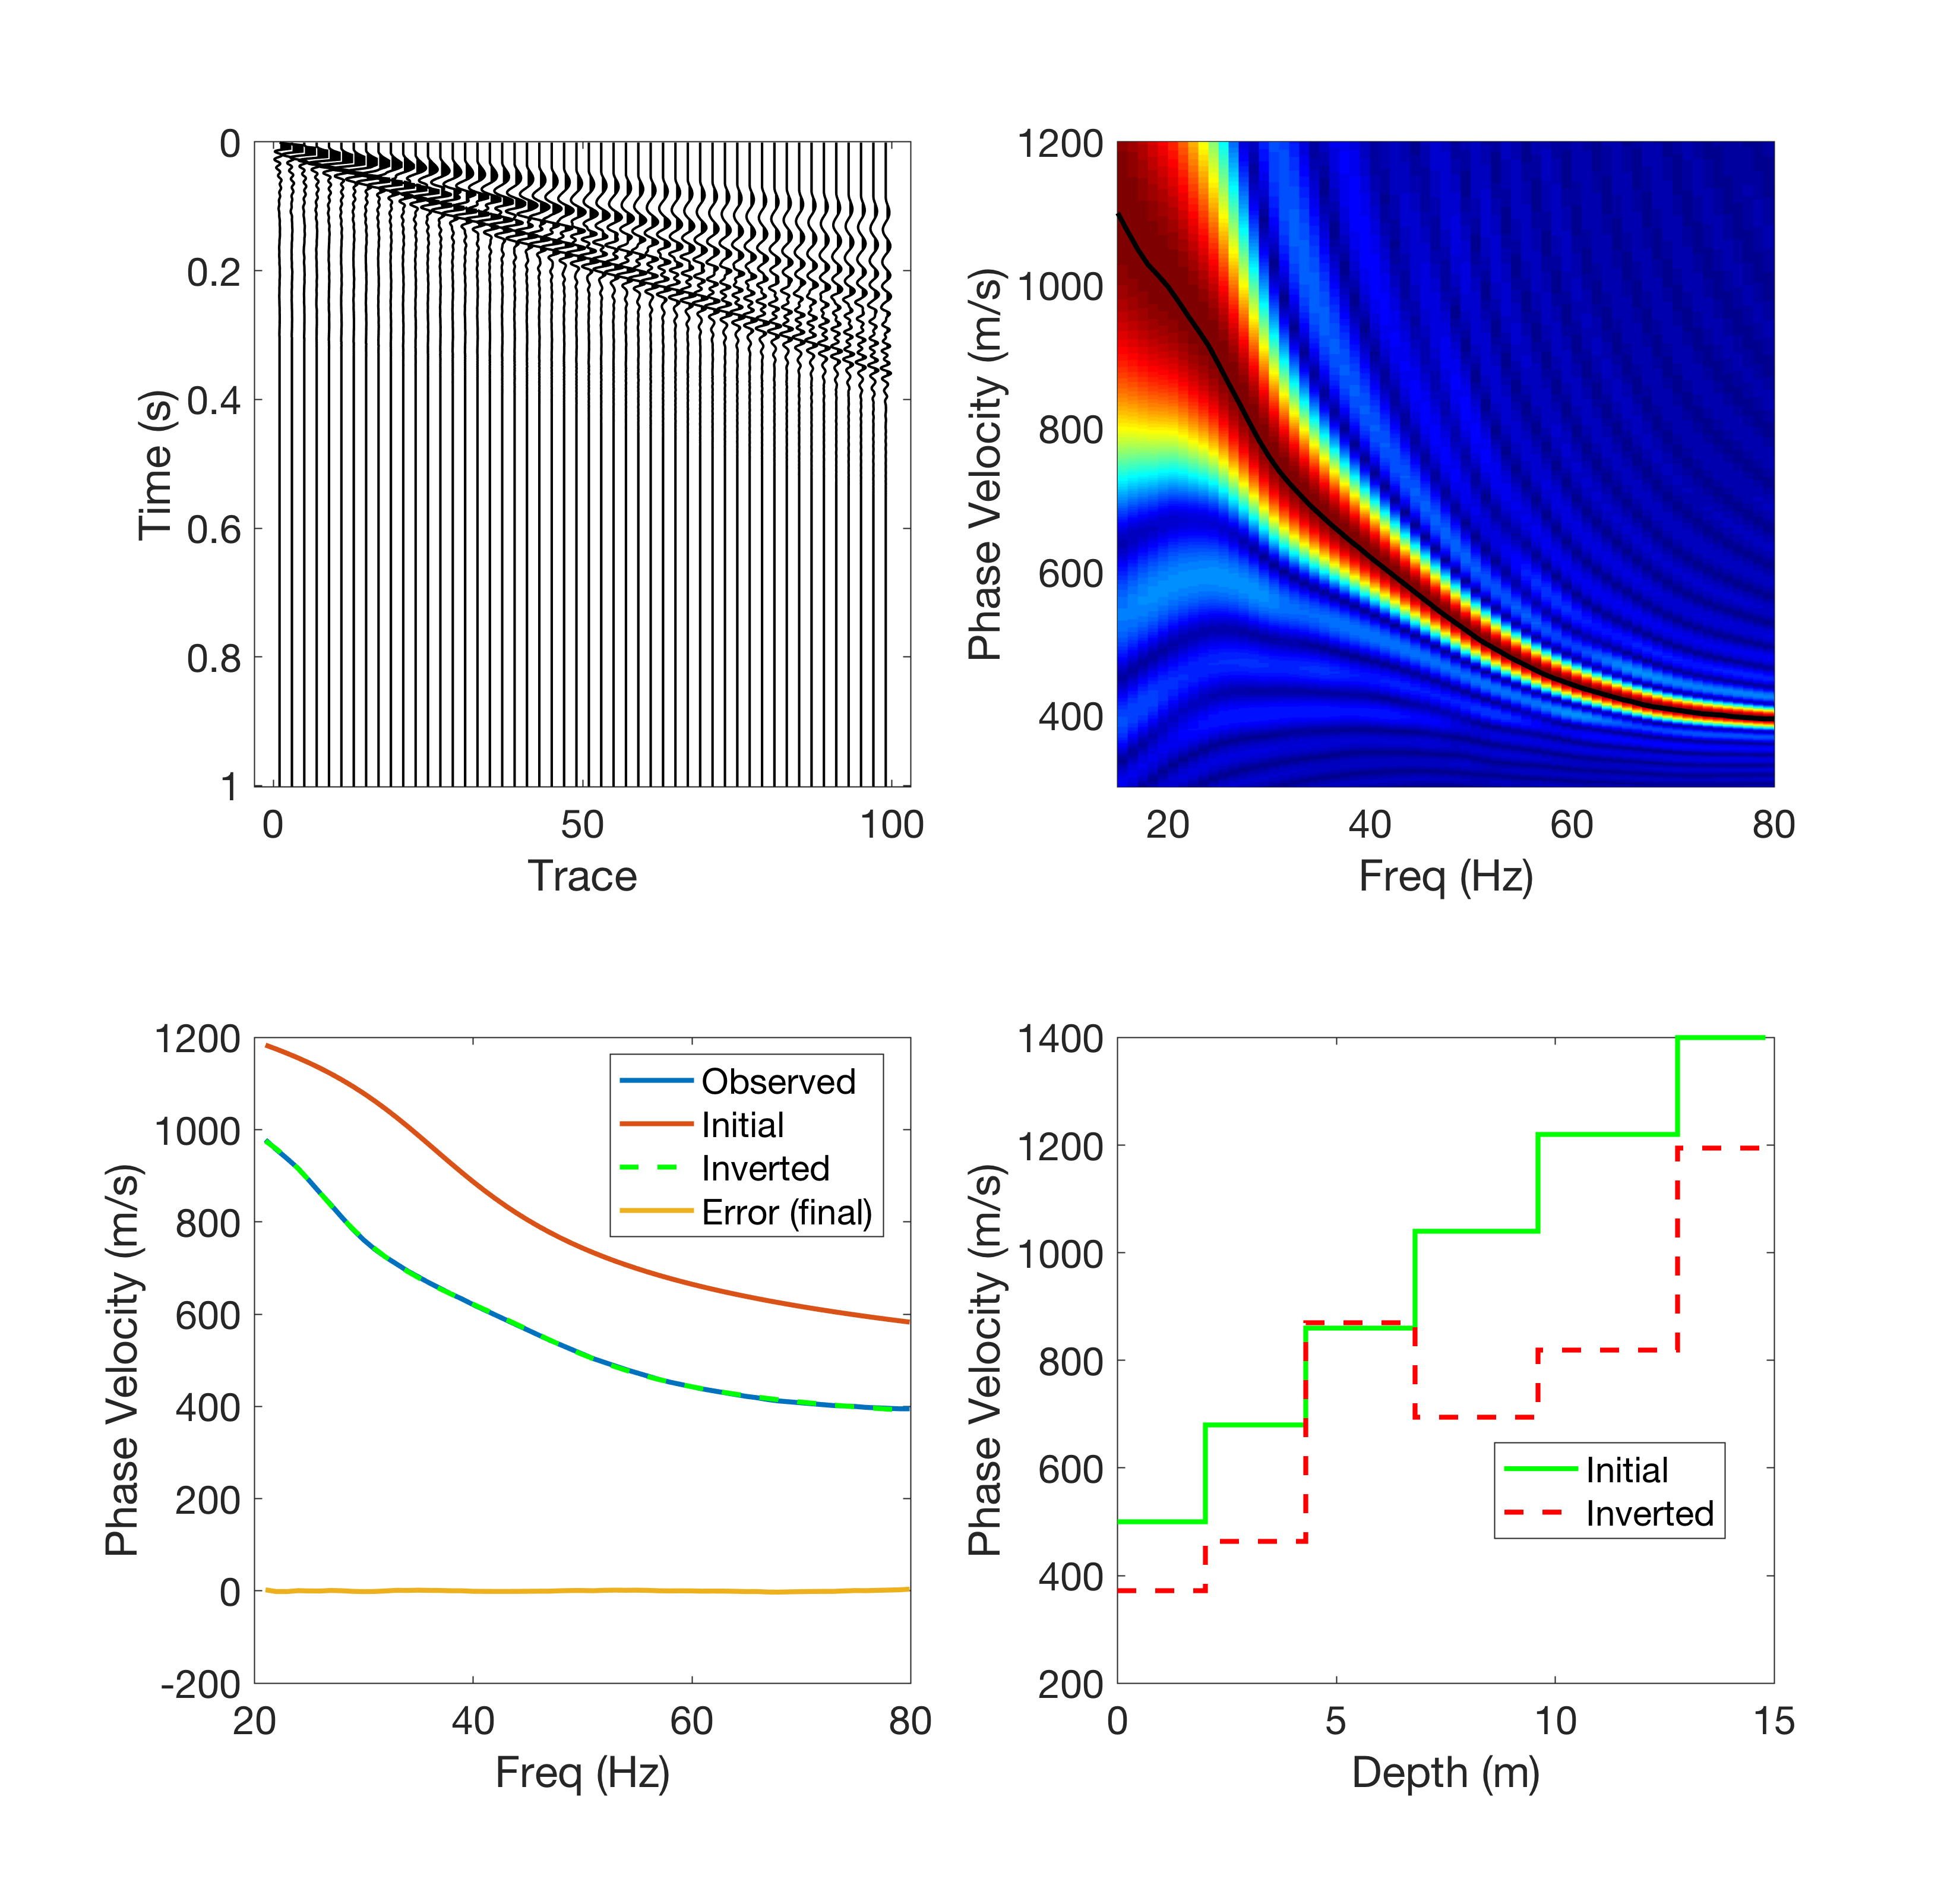 0
0.2
0.4
0.6
0.8
1
Time (s)
0
50
100
Trace
1200
1000
800
600
400
Phase Velocity (m/s)
20
40
60
80
Freq (Hz)
1200
1000
800
600
400
200
0
-200
Phase Velocity (m/s)
Observed
Initial
Inverted
Error (final)
20
40
60
80
Freq (Hz)
1400
1200
1000
800
600
400
200
Phase Velocity (m/s)
Initial
Inverted
0
5
10
15
Depth (m)